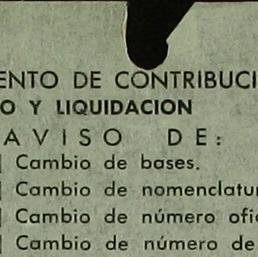 ENTO DE CONTRIBUCI
O Y LIQUIDACION
AVISO DE:
Cambio de bases.
Cambio de nomenclatur
Cambio de número ofic
Cambio de número de